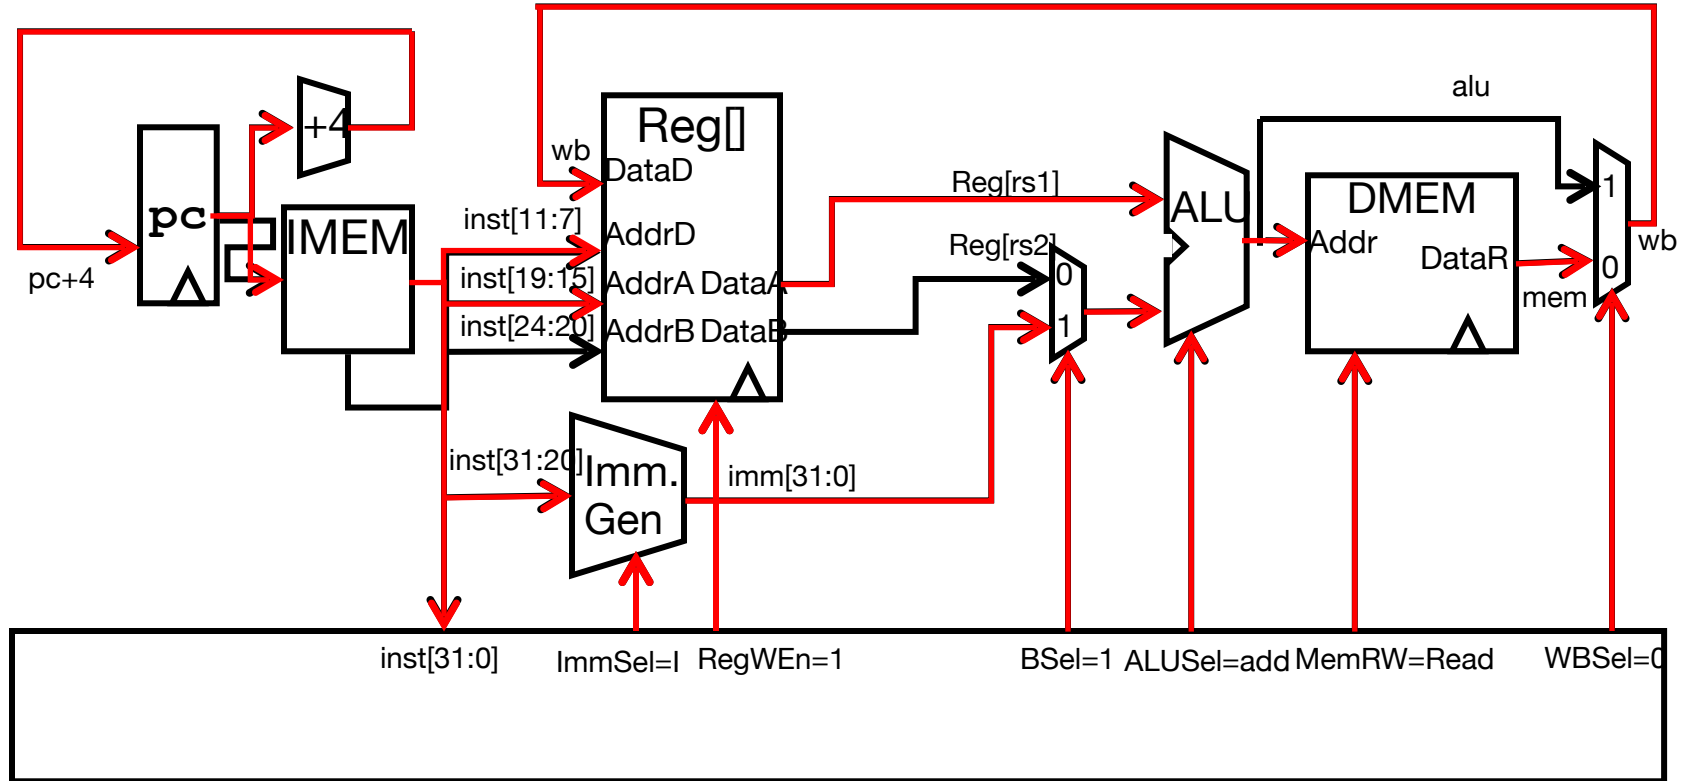 alu
+4
Reg[]
wb
DataD
pc
IMEM
inst[11:7]
AddrD
Reg[rs1]
ALU
DMEM
1
wb
Reg[rs2]
Addr
DataR
pc+4
inst[19:15]
AddrA DataA
0
0
mem
inst[24:20]
AddrB DataB
1
inst[31:20]
Imm.
Gen
imm[31:0]
inst[31:0]
ImmSel=I
RegWEn=1
BSel=1
ALUSel=add
MemRW=Read
WBSel=0